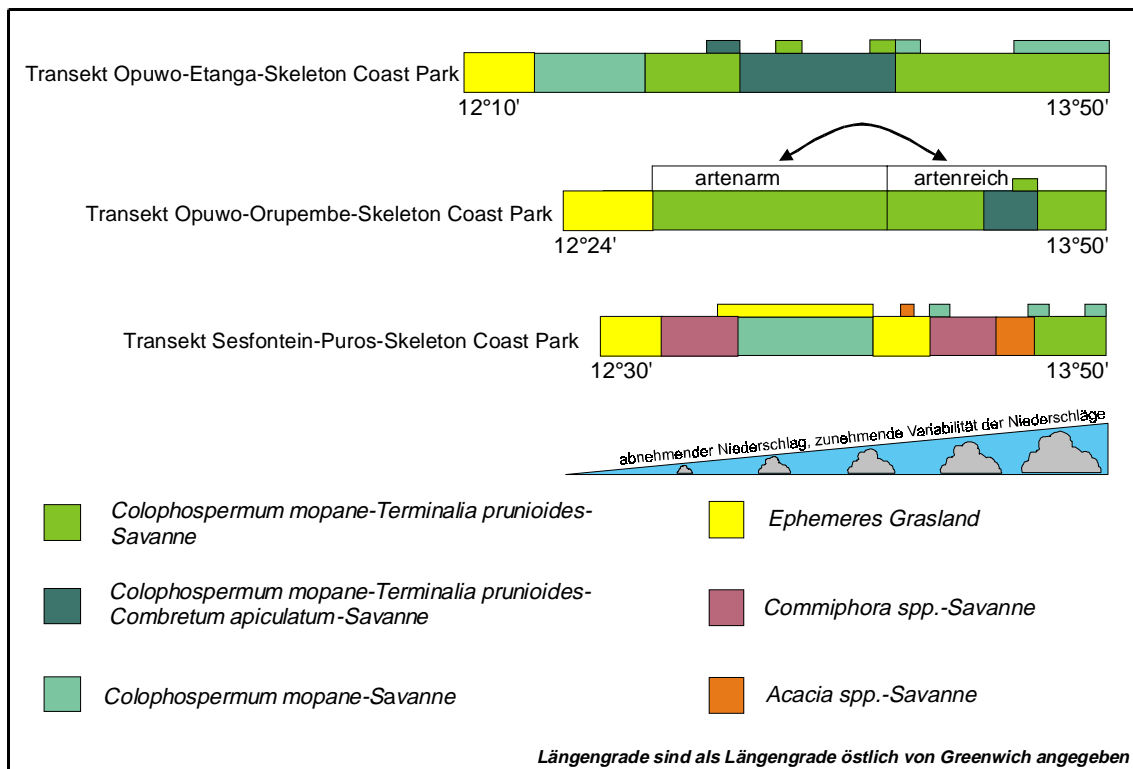 Transekt Opuwo-Etanga-Skeleton Coast Park
12°10'
13°50'
artenarm
artenreich
Transekt Opuwo-Orupembe-Skeleton Coast Park
12°24'
13°50'
Transekt Sesfontein-Puros-Skeleton Coast Park
12°30'
13°50'
abnehmender Niederschlag, zunehmende Variabilität der Niederschläge
Colophospermum mopane-Terminalia prunioides-
Savanne
Ephemeres Grasland
Colophospermum mopane-Terminalia prunioides-
Combretum apiculatum-Savanne
Commiphora spp.-Savanne
Colophospermum mopane-Savanne
Acacia spp.-Savanne
Längengrade sind als Längengrade östlich von Greenwich angegeben